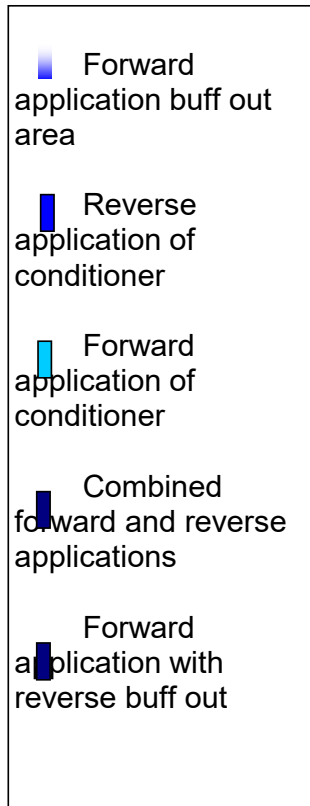 Forward
application buff out
area
Reverse
application of
conditioner
Forward
application of
conditioner
Combined
forward and reverse
applications
Forward
application with
reverse buff out